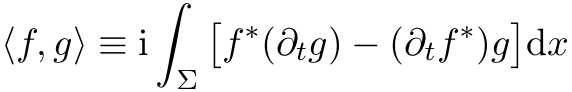 ⟨f, g⟩ ≡ i ∫_Σ [f*(∂_t g) − (∂_t f*)g]dx